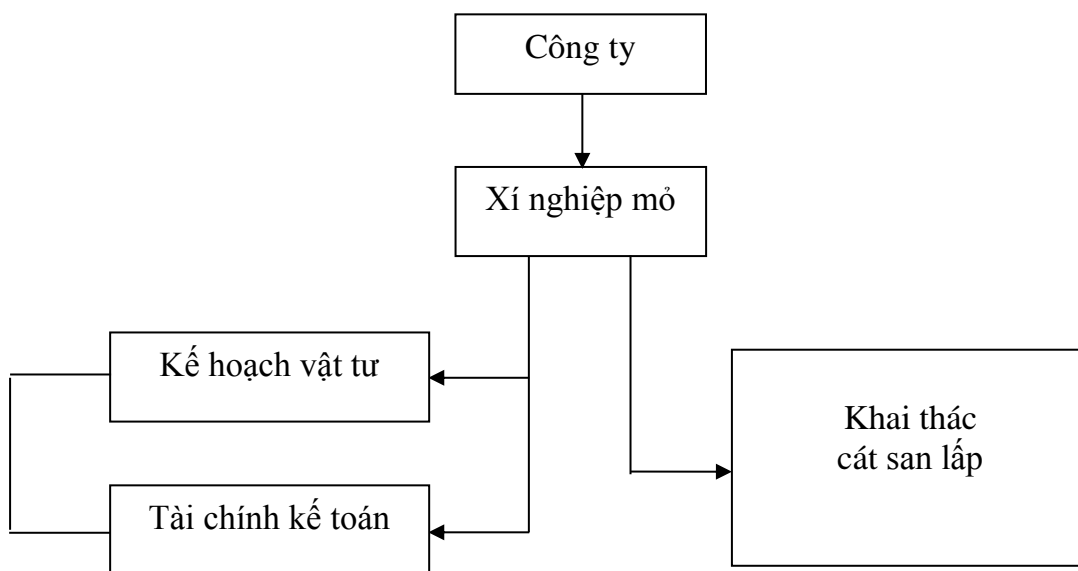 Công ty
Xí nghiệp mỏ
Kế hoạch vật tư
Khai thác
cát san lấp
Tài chính kế toán